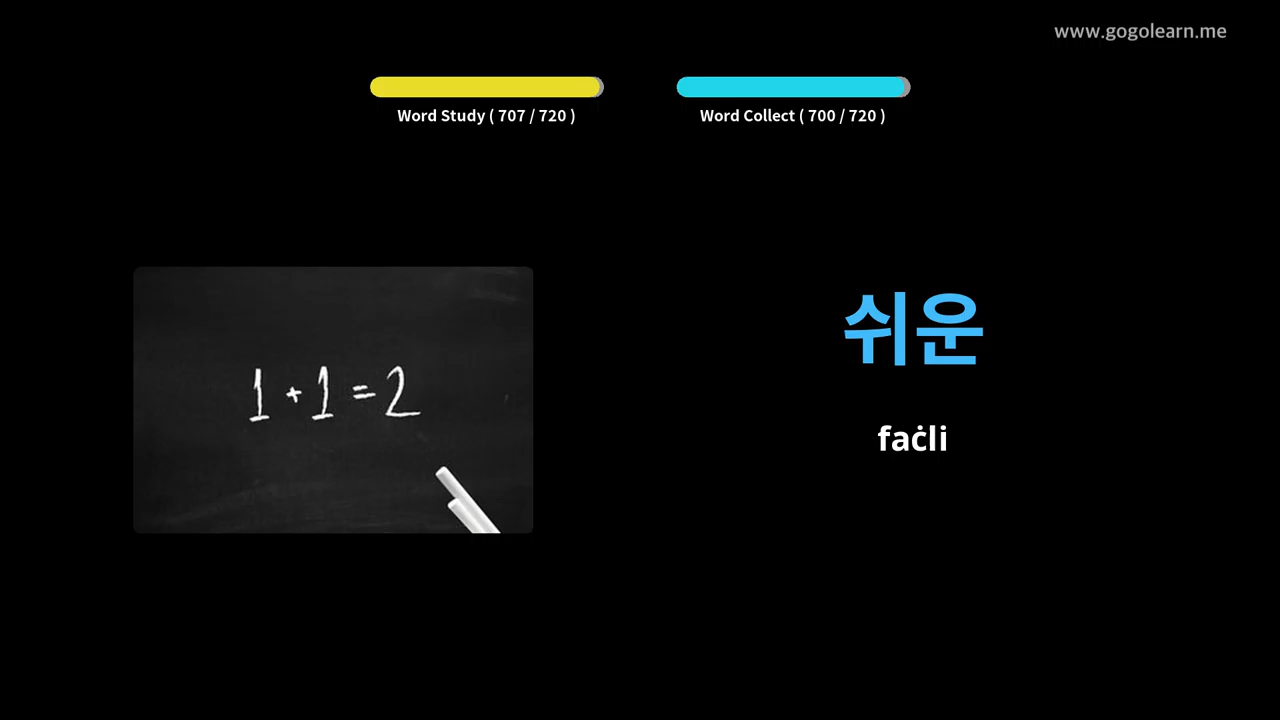 www.gogolearn.me
Word Study ( 707 / 720 )
Word Collect ( 700 / 720 )
1 + 1 = 2
쉬운
faċli